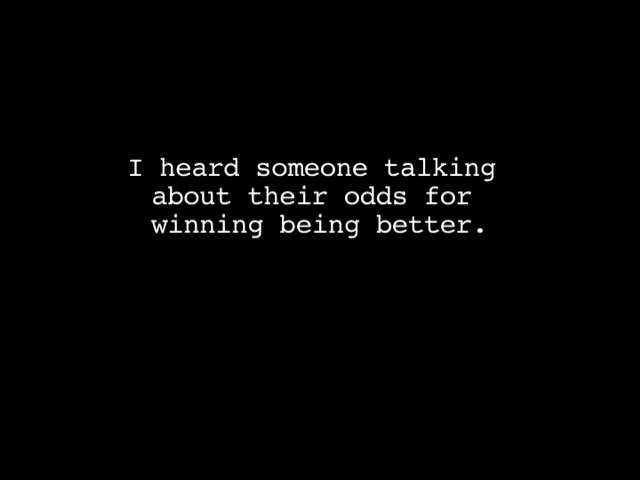 I heard someone talking
about their odds for
winning being better.